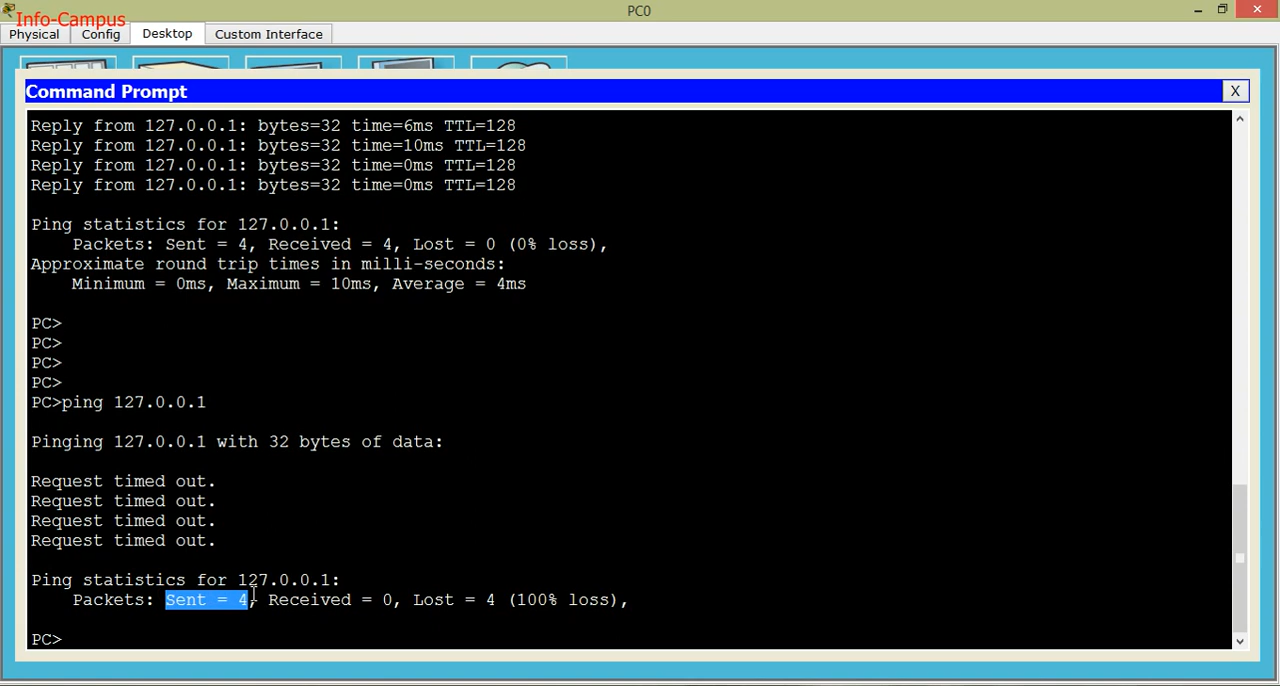 PC0
Info-Campus
Physical Config Desktop Custom Interface
Command Prompt X
Reply from 127.0.0.1: bytes=32 time=6ms TTL=128
Reply from 127.0.0.1: bytes=32 time=10ms TTL=128
Reply from 127.0.0.1: bytes=32 time=0ms TTL=128
Reply from 127.0.0.1: bytes=32 time=0ms TTL=128
Ping statistics for 127.0.0.1:
Packets: Sent = 4, Received = 4, Lost = 0 (0% loss),
Approximate round trip times in milli-seconds:
Minimum = 0ms, Maximum = 10ms, Average = 4ms
PC>
PC>
PC>
PC>
PC>ping 127.0.0.1
Pinging 127.0.0.1 with 32 bytes of data:
Request timed out.
Request timed out.
Request timed out.
Request timed out.
Ping statistics for 127.0.0.1:
Packets: Sent = 4, Received = 0, Lost = 4 (100% loss),
PC>